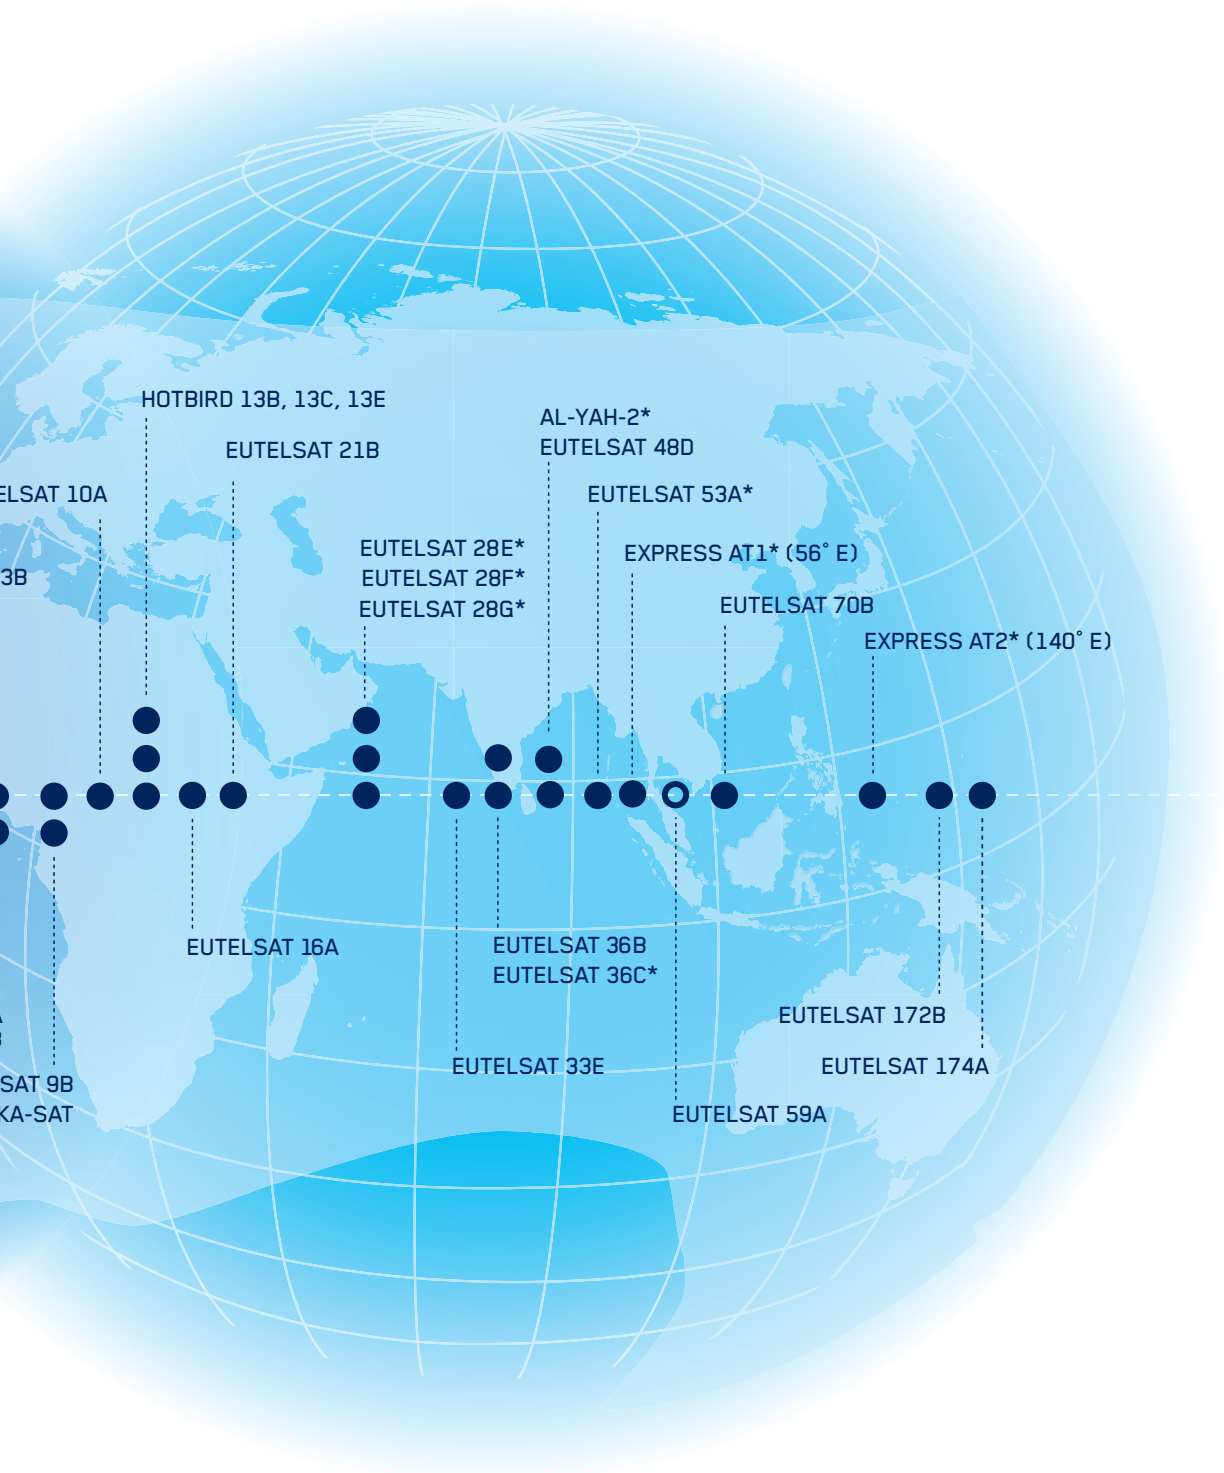 HOTBIRD 13B, 13C, 13E
AL-YAH-2*
EUTELSAT 48D
EUTELSAT 21B
ELSAT 10A
EUTELSAT 53A*
EUTELSAT 28E*
EUTELSAT 28F*
EUTELSAT 28G*
EXPRESS AT1* (56° E)
3B
EUTELSAT 70B
EXPRESS AT2* (140° E)
EUTELSAT 16A
EUTELSAT 36B
EUTELSAT 36C*
EUTELSAT 172B
EUTELSAT 33E
EUTELSAT 174A
SAT 9B
KA-SAT
EUTELSAT 59A